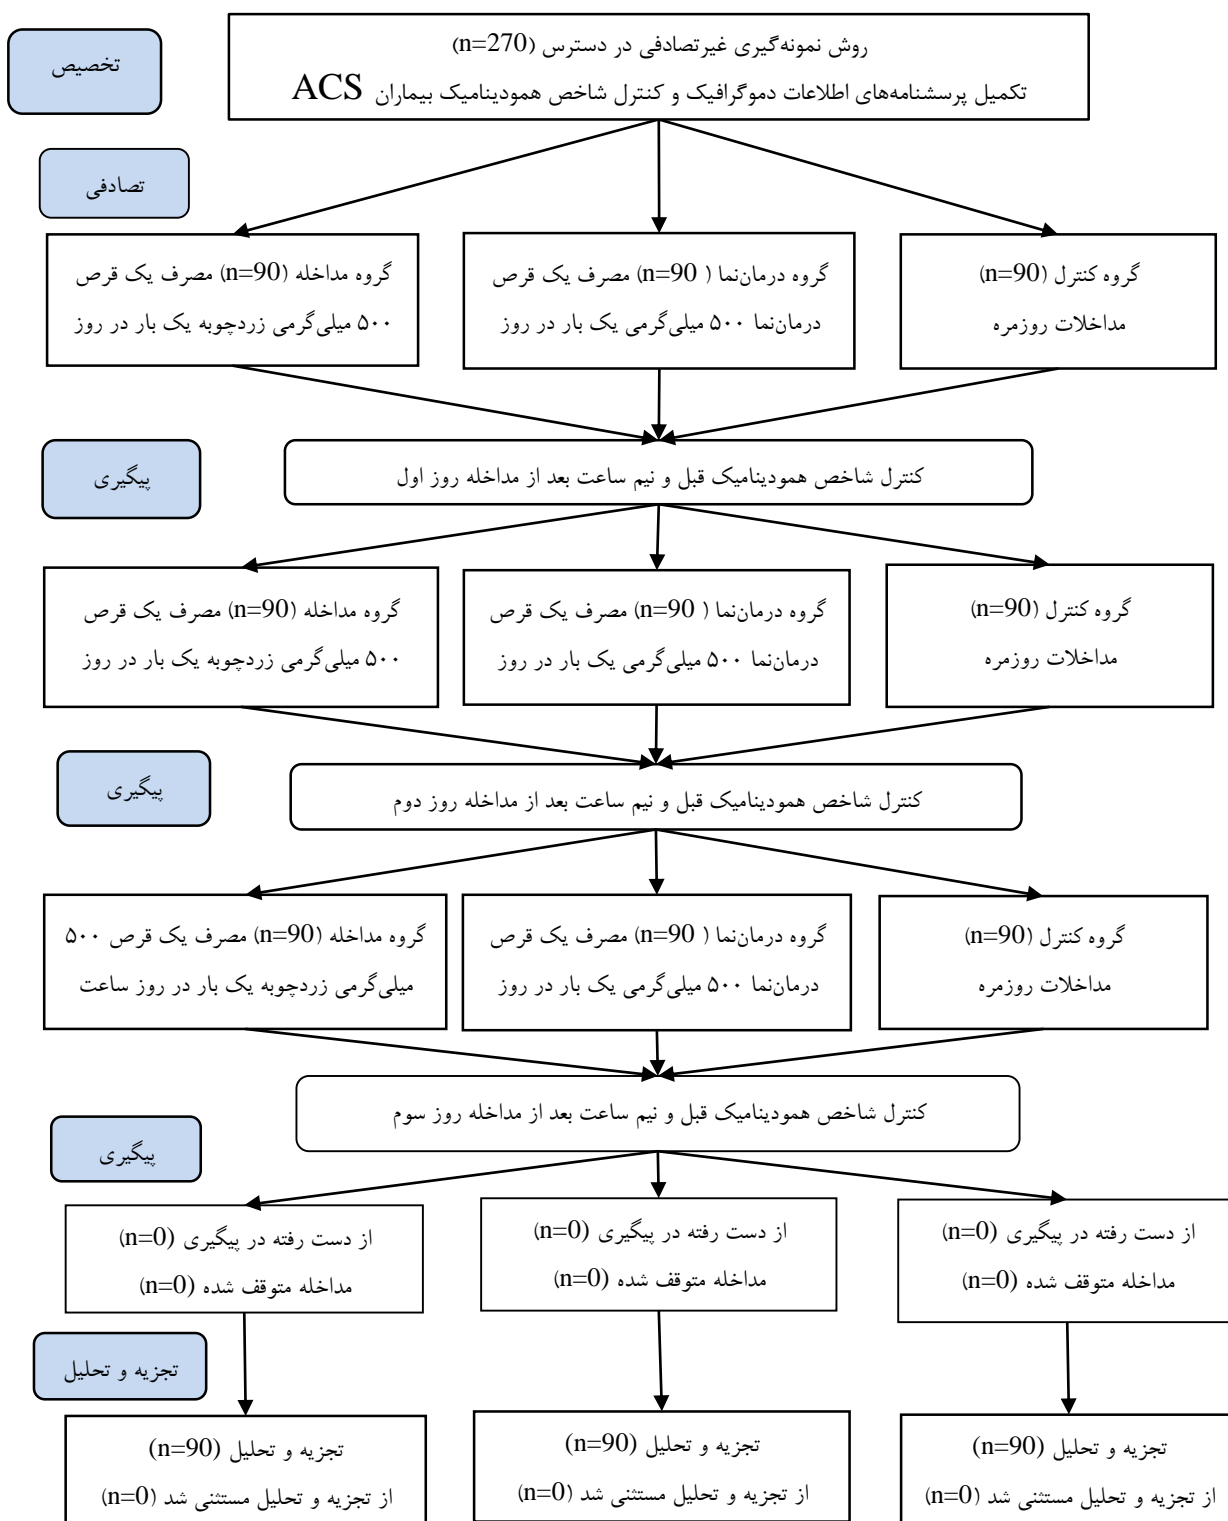 تخصیص
روش نمونه‌گیری غیرتصادفی در دسترس (n=270)
تکمیل پرسشنامه‌های اطلاعات دموگرافیک و کنترل شاخص همودینامیک بیماران ACS
تصادفی
گروه کنترل (n=90)
مداخلات روزمره
گروه درمان‌نما ( n=90) مصرف یک قرص
درمان‌نما ۵۰۰ میلی‌گرمی یک بار در روز
گروه مداخله (n=90) مصرف یک قرص
۵۰۰ میلی‌گرمی زردچوبه یک بار در روز
پیگیری
کنترل شاخص همودینامیک قبل و نیم ساعت بعد از مداخله روز اول
گروه کنترل (n=90)
مداخلات روزمره
گروه درمان‌نما ( n=90) مصرف یک قرص
درمان‌نما ۵۰۰ میلی‌گرمی یک بار در روز
گروه مداخله (n=90) مصرف یک قرص
۵۰۰ میلی‌گرمی زردچوبه یک بار در روز
پیگیری
کنترل شاخص همودینامیک قبل و نیم ساعت بعد از مداخله روز دوم
گروه کنترل (n=90)
مداخلات روزمره
گروه درمان‌نما ( n=90) مصرف یک قرص
درمان‌نما ۵۰۰ میلی‌گرمی یک بار در روز
گروه مداخله (n=90) مصرف یک قرص ۵۰۰
میلی‌گرمی زردچوبه یک بار در روز ساعت
کنترل شاخص همودینامیک قبل و نیم ساعت بعد از مداخله روز سوم
پیگیری
از دست رفته در پیگیری (n=0)
مداخله متوقف شده (n=0)
از دست رفته در پیگیری (n=0)
مداخله متوقف شده (n=0)
از دست رفته در پیگیری (n=0)
مداخله متوقف شده (n=0)
تجزیه و تحلیل
تجزیه و تحلیل (n=90)
از تجزیه و تحلیل مستثنی شد (n=0)
تجزیه و تحلیل (n=90)
از تجزیه و تحلیل مستثنی شد (n=0)
تجزیه و تحلیل (n=90)
از تجزیه و تحلیل مستثنی شد (n=0)